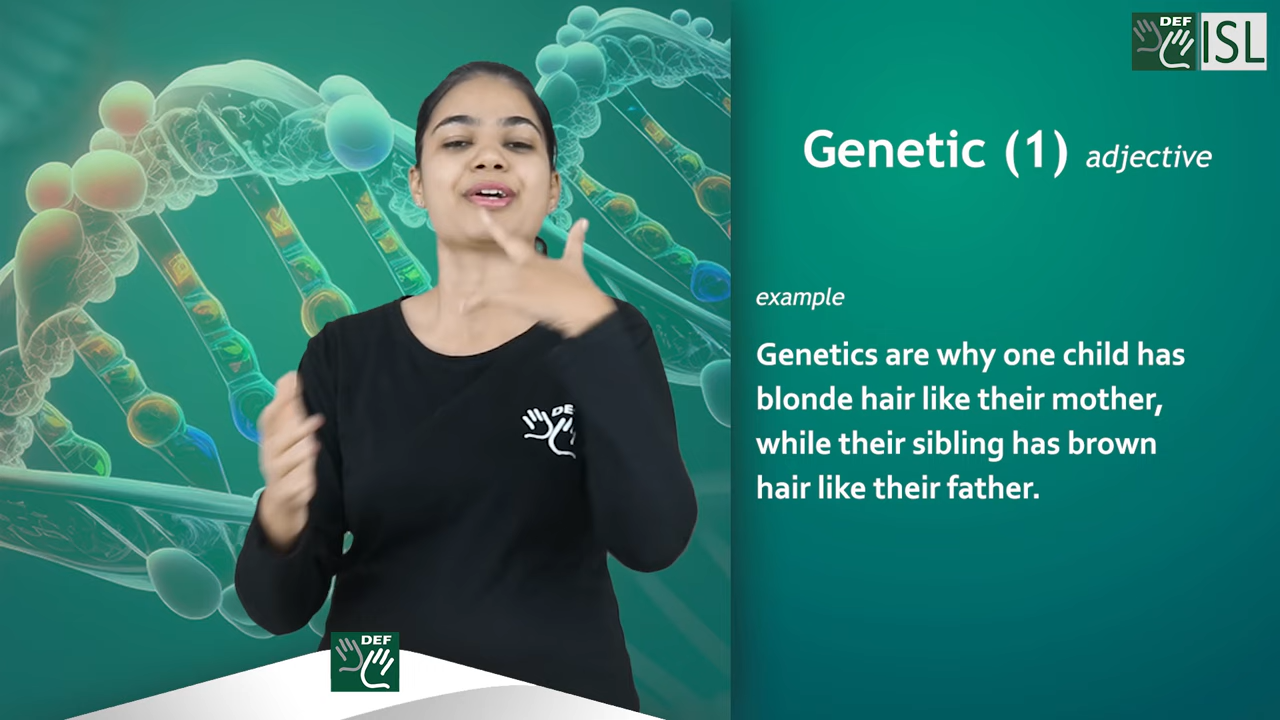 DEF
ISL
Genetic (1) adjective
example
Genetics are why one child has
blonde hair like their mother,
while their sibling has brown
hair like their father.
DE
DEF